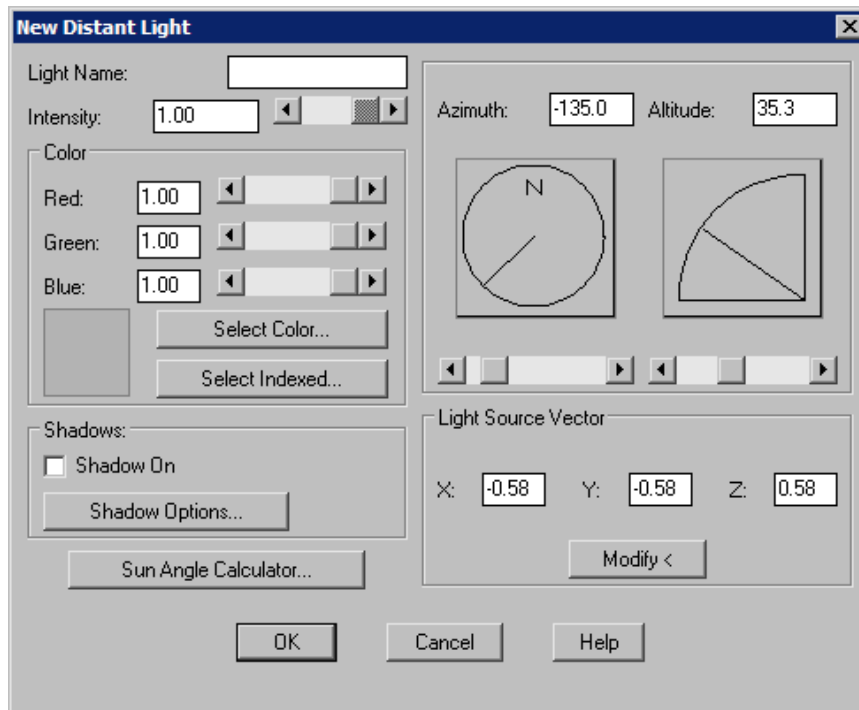 New Distant Light
Light Name:
Intensity: 1.00
Color
Red: 1.00
Green: 1.00
Blue: 1.00
Select Color...
Select Indexed...
Shadows:
Shadow On
Shadow Options...
Sun Angle Calculator...
Azimuth: -135.0 Altitude: 35.3
N
Light Source Vector
X: -0.58 Y: -0.58 Z: 0.58
Modify <
OK Cancel Help